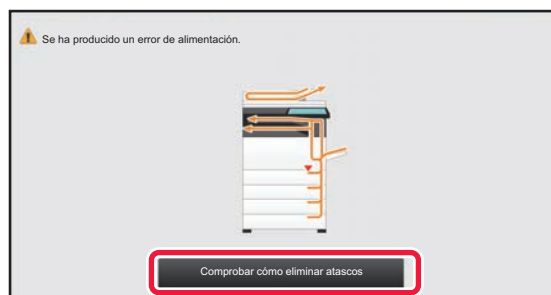 Se ha producido un error de alimentación.
Comprobar cómo eliminar atascos